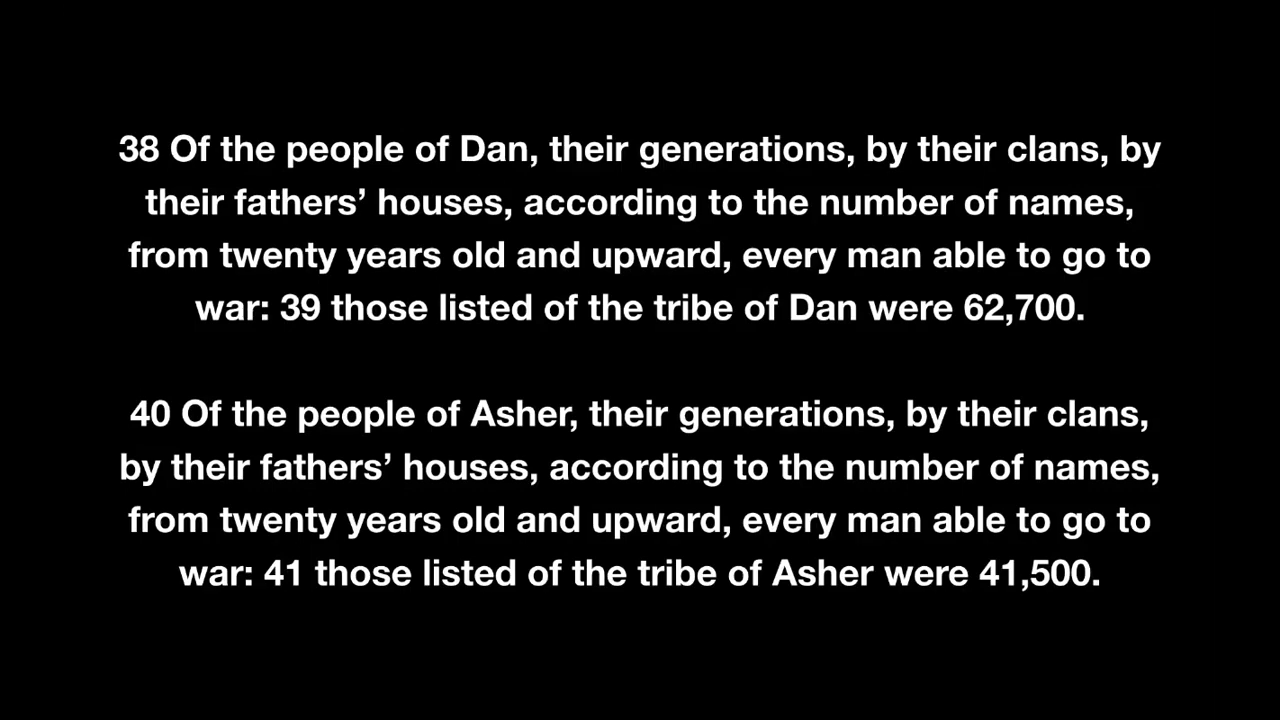 38 Of the people of Dan, their generations, by their clans, by
their fathers’ houses, according to the number of names,
from twenty years old and upward, every man able to go to
war: 39 those listed of the tribe of Dan were 62,700.
40 Of the people of Asher, their generations, by their clans,
by their fathers’ houses, according to the number of names,
from twenty years old and upward, every man able to go to
war: 41 those listed of the tribe of Asher were 41,500.